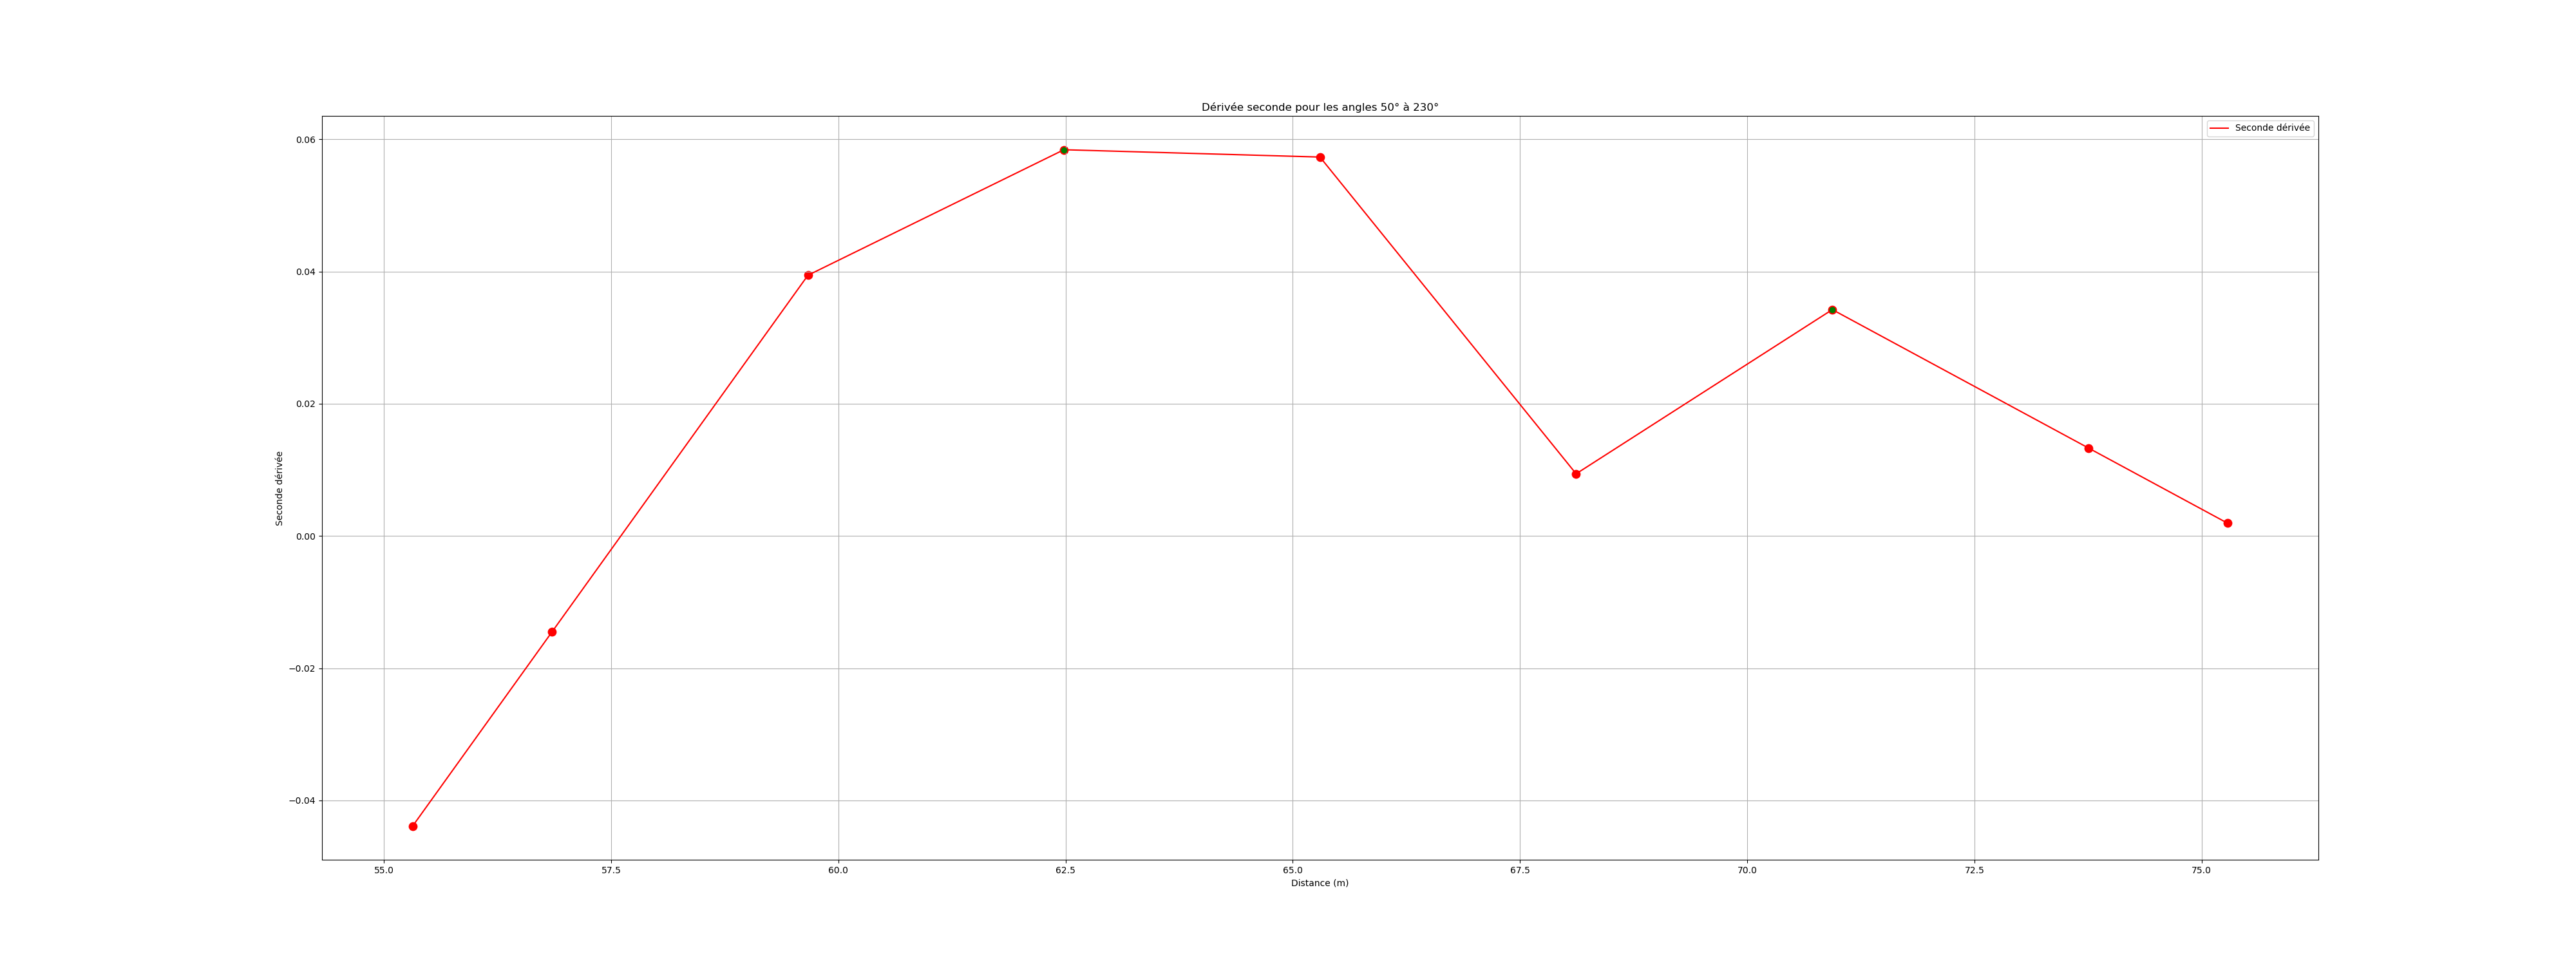 Dérivée seconde pour les angles 50° à 230°
Seconde dérivée
0.06
0.04
0.02
0.00
−0.02
−0.04
Seconde dérivée
55.0 57.5 60.0 62.5 65.0 67.5 70.0 72.5 75.0
Distance (m)